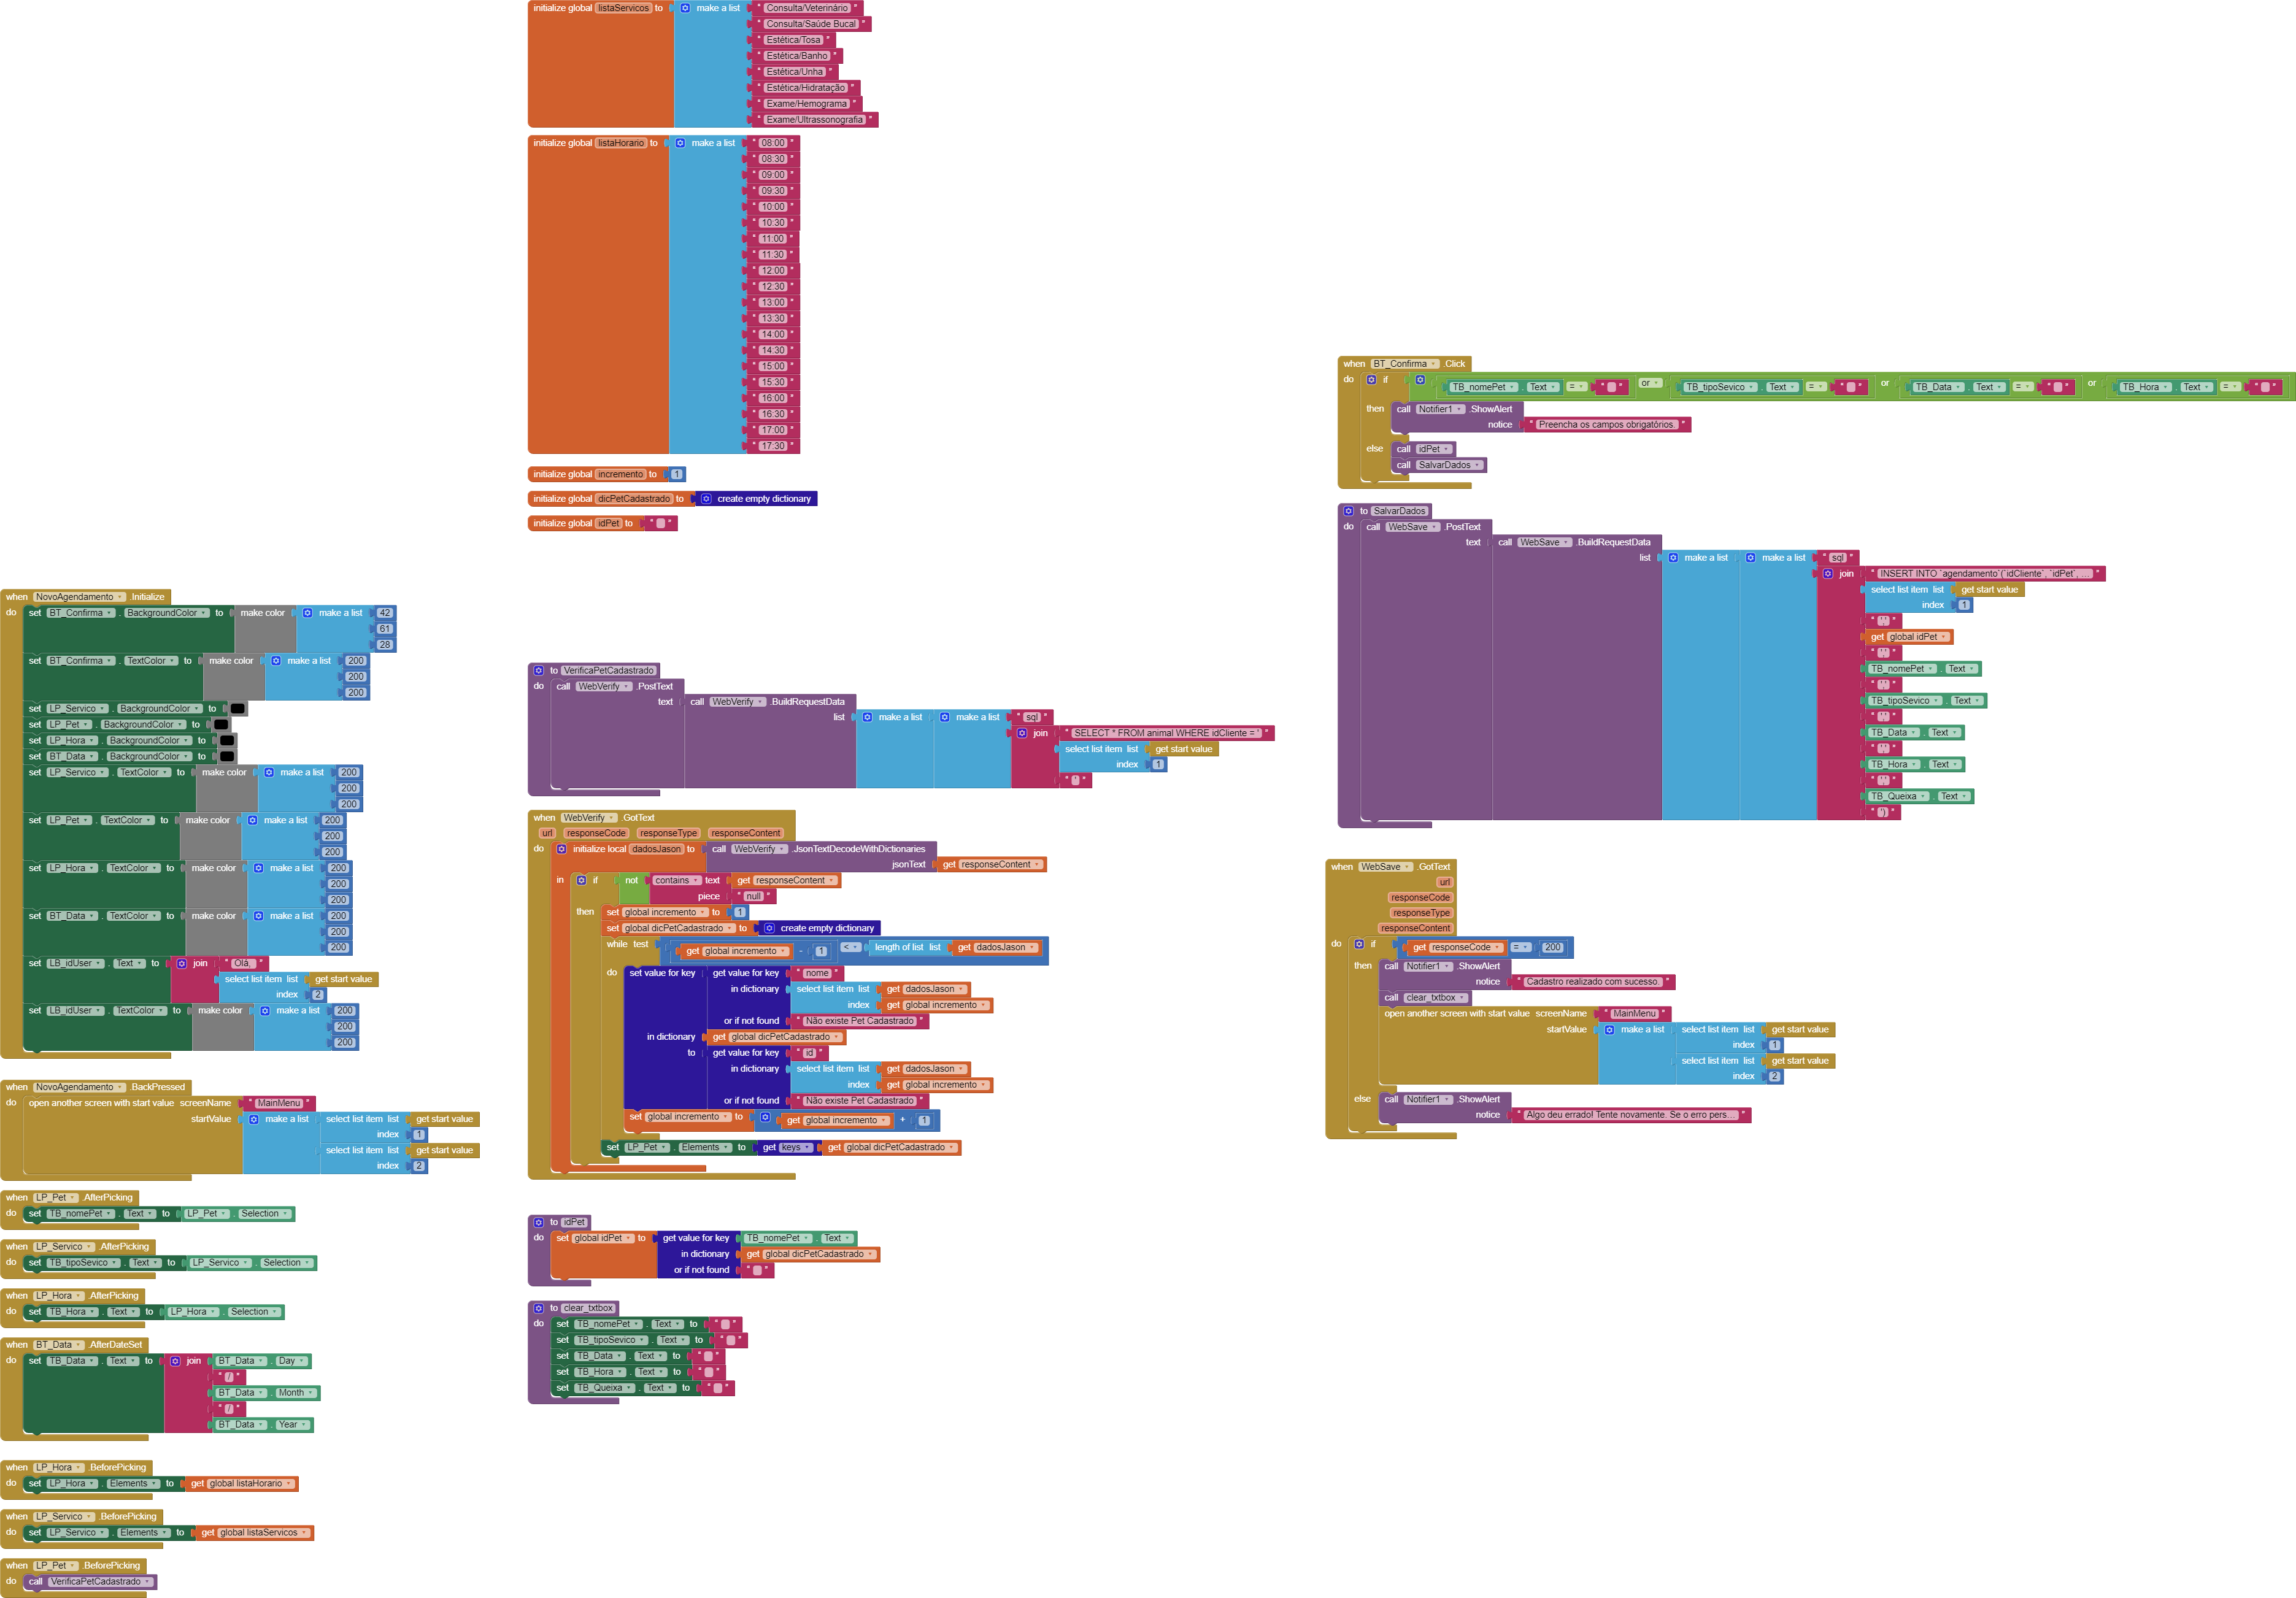 initialize global listaServicos to make a list " Consulta/Veterinário "
" Consulta/Saúde Bucal "
" Estética/Tosa "
" Estética/Banho "
" Estética/Unha "
" Estética/Hidratação "
" Exame/Hemograma "
" Exame/Ultrassonografia "
initialize global listaHorario to make a list " 08:00 "
" 08:30 "
" 09:00 "
" 09:30 "
" 10:00 "
" 10:30 "
" 11:00 "
" 11:30 "
" 12:00 "
" 12:30 "
" 13:00 "
" 13:30 "
" 14:00 "
" 14:30 "
" 15:00 "
" 15:30 "
" 16:00 "
" 16:30 "
" 17:00 "
" 17:30 "
initialize global incremento to 1
initialize global dicPetCadastrado to create empty dictionary
initialize global idPet to " "
when NovoAgendamento .Initialize
do set BT_Confirma . BackgroundColor to make color make a list 42
61
28
set BT_Confirma . TextColor to make color make a list 200
200
200
set LP_Servico . BackgroundColor to
set LP_Pet . BackgroundColor to
set LP_Hora . BackgroundColor to
set BT_Data . BackgroundColor to
set LP_Servico . TextColor to make color make a list 200
200
200
set LP_Pet . TextColor to make color make a list 200
200
200
set LP_Hora . TextColor to make color make a list 200
200
200
set BT_Data . TextColor to make color make a list 200
200
200
set LB_idUser . Text to join " Olá, "
select list item list get start value
index 2
set LB_idUser . TextColor to make color make a list 200
200
200
when NovoAgendamento .BackPressed
do open another screen with start value screenName " MainMenu "
startValue make a list select list item list get start value
index 1
select list item list get start value
index 2
when LP_Pet .AfterPicking
do set TB_nomePet . Text to LP_Pet . Selection
when LP_Servico .AfterPicking
do set TB_tipoSevico . Text to LP_Servico . Selection
when LP_Hora .AfterPicking
do set TB_Hora . Text to LP_Hora . Selection
when BT_Data .AfterDateSet
do set TB_Data . Text to join BT_Data . Day
" / "
BT_Data . Month
" / "
BT_Data . Year
when LP_Hora .BeforePicking
do set LP_Hora . Elements to get global listaHorario
when LP_Servico .BeforePicking
do set LP_Servico . Elements to get global listaServicos
when LP_Pet .BeforePicking
do call VerificaPetCadastrado
to VerificaPetCadastrado
do call WebVerify .PostText
text call WebVerify .BuildRequestData
list make a list make a list " sql "
join " SELECT * FROM animal WHERE idCliente = ' "
select list item list get start value
index 1
" ' "
when WebVerify .GotText
url responseCode responseType responseContent
do initialize local dadosJason to call WebVerify .JsonTextDecodeWithDictionaries
jsonText get responseContent
in if not contains text get responseContent
piece " null "
then set global incremento to 1
set global dicPetCadastrado to create empty dictionary
while test get global incremento - 1 < length of list list get dadosJason
do set value for key get value for key " nome "
in dictionary select list item list get dadosJason
index get global incremento
or if not found " Não existe Pet Cadastrado "
in dictionary get global dicPetCadastrado
to get value for key " id "
in dictionary select list item list get dadosJason
index get global incremento
or if not found " Não existe Pet Cadastrado "
set global incremento to get global incremento + 1
set LP_Pet . Elements to get keys get global dicPetCadastrado
to idPet
do set global idPet to get value for key TB_nomePet . Text
in dictionary get global dicPetCadastrado
or if not found " "
to clear_txtbox
do set TB_nomePet . Text to " "
set TB_tipoSevico . Text to " "
set TB_Data . Text to " "
set TB_Hora . Text to " "
set TB_Queixa . Text to " "
when BT_Confirma .Click
do if TB_nomePet . Text = " " or TB_tipoSevico . Text = " " or TB_Data . Text = " " or TB_Hora . Text = " "
then call Notifier1 .ShowAlert
notice " Preencha os campos obrigatórios. "
else call idPet
call SalvarDados
to SalvarDados
do call WebSave .PostText
text call WebSave .BuildRequestData
list make a list make a list " sql "
join " INSERT INTO `agendamento`(`idCliente`, `idPet`, ... "
select list item list get start value
index 1
" ',' "
get global idPet
" ',' "
TB_nomePet . Text
" ',' "
TB_tipoSevico . Text
" ',' "
TB_Data . Text
" ',' "
TB_Hora . Text
" ',' "
TB_Queixa . Text
" ') "
when WebSave .GotText
url
responseCode
responseType
responseContent
do if get responseCode = 200
then call Notifier1 .ShowAlert
notice " Cadastro realizado com sucesso. "
call clear_txtbox
open another screen with start value screenName " MainMenu "
startValue make a list select list item list get start value
index 1
select list item list get start value
index 2
else call Notifier1 .ShowAlert
notice " Algo deu errado! Tente novamente. Se o erro pers... "